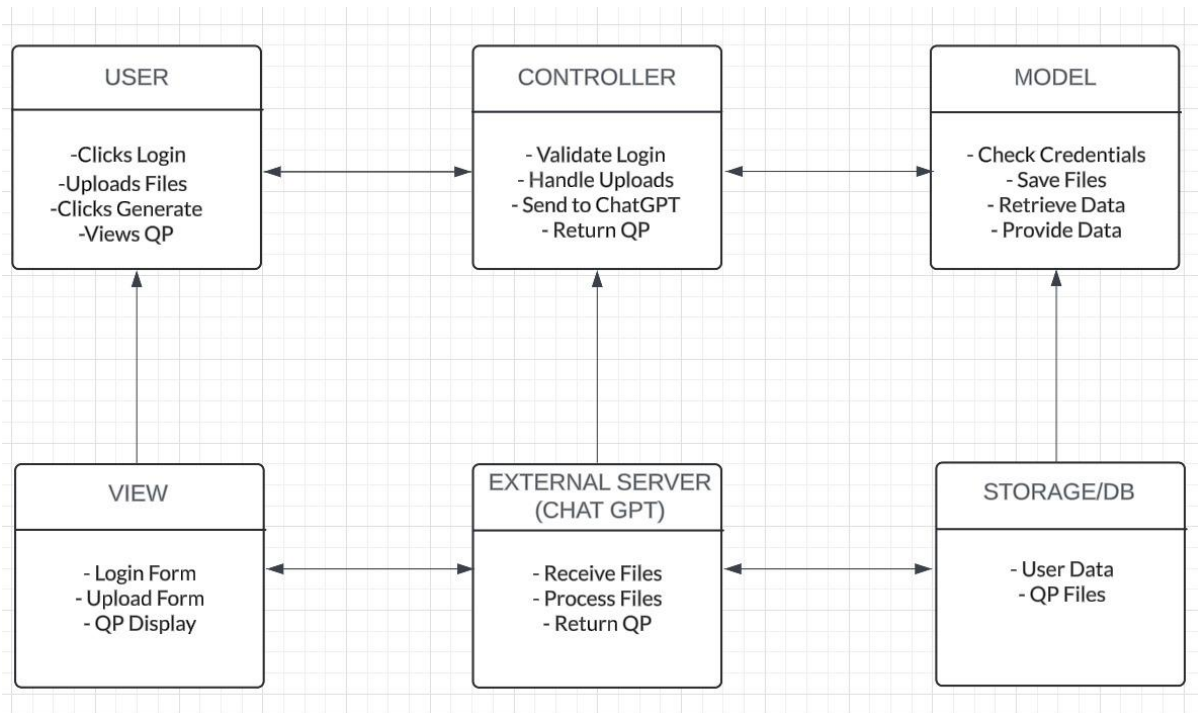 USER
-Clicks Login
-Uploads Files
-Clicks Generate
-Views QP
CONTROLLER
- Validate Login
- Handle Uploads
- Send to ChatGPT
- Return QP
MODEL
- Check Credentials
- Save Files
- Retrieve Data
- Provide Data
VIEW
- Login Form
- Upload Form
- QP Display
EXTERNAL SERVER
(CHAT GPT)
- Receive Files
- Process Files
- Return QP
STORAGE/DB
- User Data
- QP Files